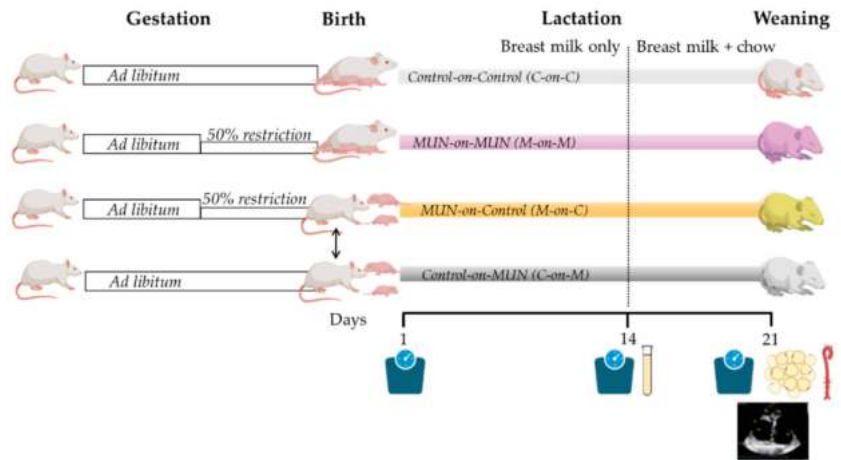 Gestation Birth Lactation Weaning
Breast milk only Breast milk + chow
Ad libitum Control-on-Control (C-on-C)
50% restriction
Ad libitum MUN-on-MUN (M-on-M)
50% restriction
Ad libitum MUN-on-Control (M-on-C)
Ad libitum Control-on-MUN (C-on-M)
Days
1 14 21